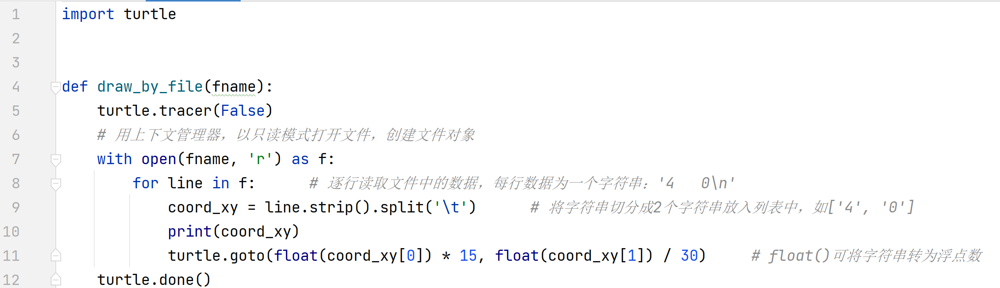 1 import turtle
2
3
4 def draw_by_file(fname):
5     turtle.tracer(False)
6     # 用上下文管理器，以只读模式打开文件，创建文件对象
7     with open(fname, 'r') as f:
8         for line in f:      # 逐行读取文件中的数据，每行数据为一个字符串：'4   0\n'
9             coord_xy = line.strip().split('\t')      # 将字符串切分成2个字符串放入列表中，如['4', '0']
10             print(coord_xy)
11             turtle.goto(float(coord_xy[0]) * 15, float(coord_xy[1]) / 30)     # float()可将字符串转为浮点数
12     turtle.done()